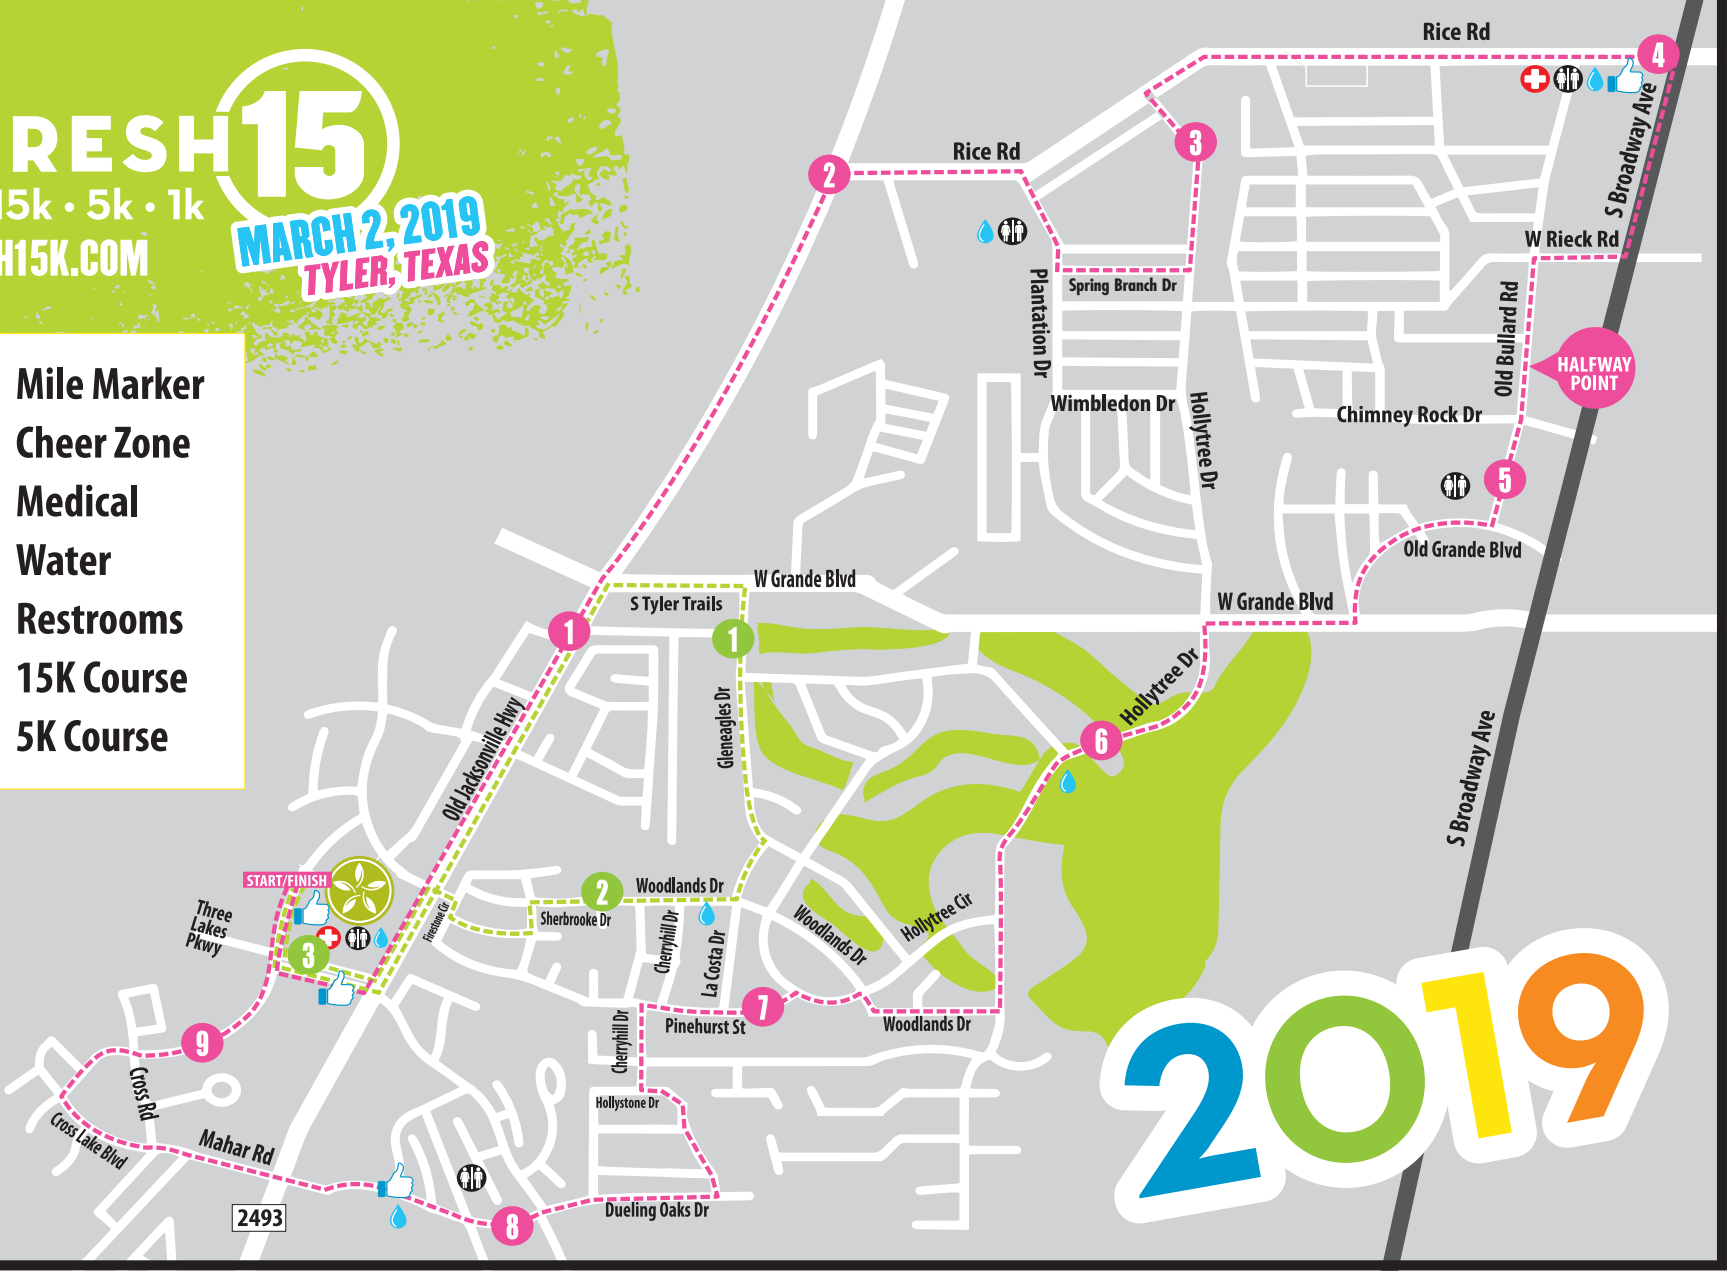 RESH 15
15k • 5k • 1k
H15K.COM
MARCH 2, 2019
TYLER, TEXAS
Mile Marker
Cheer Zone
Medical
Water
Restrooms
15K Course
5K Course
Rice Rd
4
S Broadway Ave
3
Rice Rd
2
W Rieck Rd
Plantation Dr
Spring Branch Dr
Old Bullard Rd
HALFWAY
POINT
Wimbledon Dr
Hollytree Dr
Chimney Rock Dr
5
Old Grande Blvd
W Grande Blvd
S Tyler Trails
W Grande Blvd
1
1
Hollytree Dr
Gleneagles Dr
6
Old Jacksonville Hwy
S Broadway Ave
START/FINISH
2
Woodlands Dr
Sherbrooke Dr
Firestone Cir
Three
Lakes
Pkwy
3
Cherryhill Dr
La Costa Dr
Woodlands Dr
Hollytree Cir
7
Pinehurst St
Woodlands Dr
Cherryhill Dr
9
Cross Rd
Hollystone Dr
Cross Lake Blvd
Mahar Rd
2493
8
Dueling Oaks Dr
2019